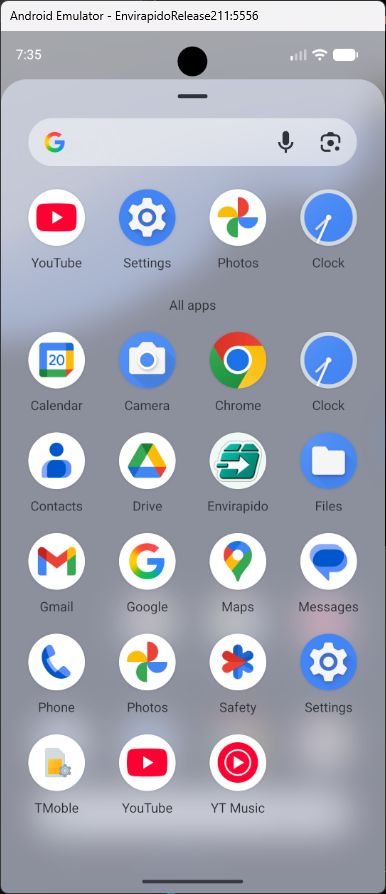 Android Emulator - EnvirapidoRelease211:5556
7:35
YouTube Settings Photos Clock
All apps
20
Calendar Camera Chrome Clock
Contacts Drive Envirapido Files
Gmail Google Maps Messages
Phone Photos Safety Settings
TMoble YouTube YT Music